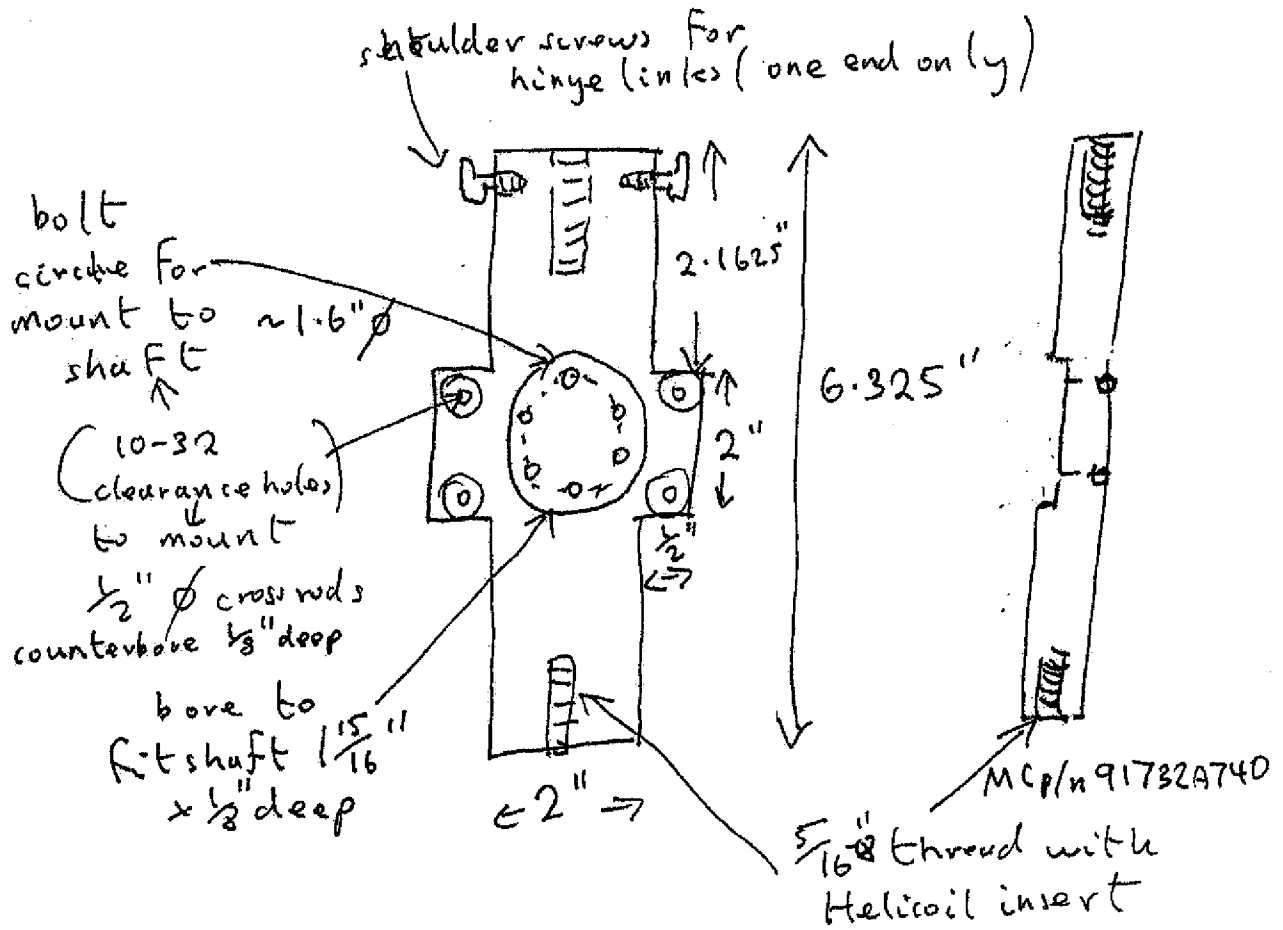 shoulder screws for
hinge links (one end only)
2.1625"
bolt
circle for
mount to
shaft
~1.6"ø
6.325"
(10-32
clearance holes)
to mount
1/2" ø cross rods
counterbore 1/8" deep
2"
1/2"
bore to
fit shaft 1 15/16"
x 1/8" deep
2"
MC p/n 91732A740
5/16" thread with
Helicoil insert